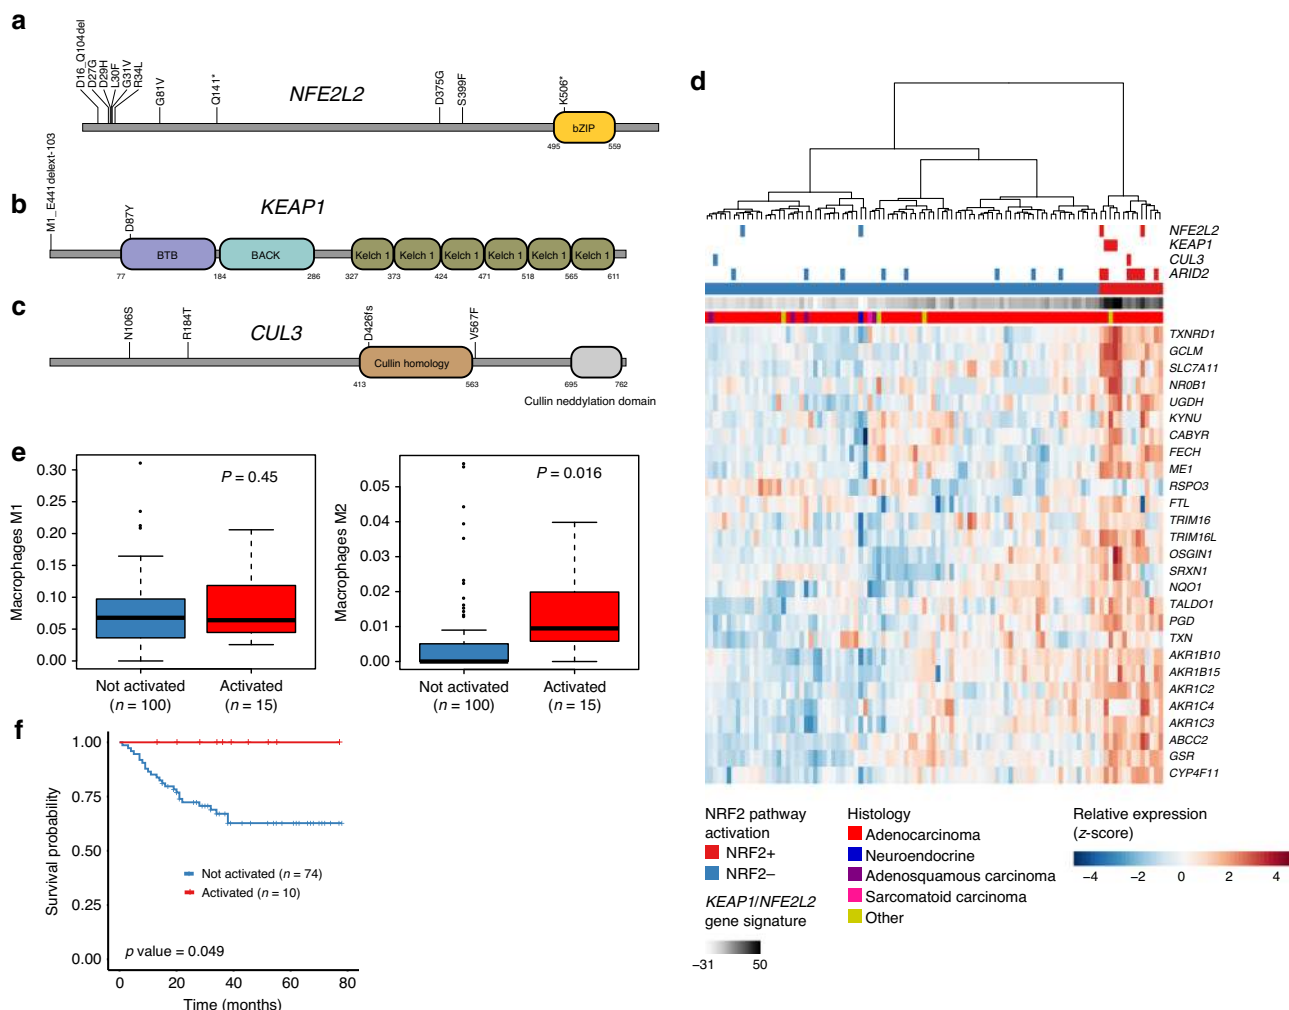 a
D16_Q104del
D27G
D29H
L30F
G31V
R34L
G81V
Q141*
NFE2L2
D375G
S399F
K506*
bZIP
495 559
b
M1_E441delext-103
D87Y
KEAP1
BTB
BACK
Kelch 1 Kelch 1 Kelch 1 Kelch 1 Kelch 1 Kelch 1
77 184 286 327 373 424 471 518 565 611
c
N106S
R184T
CUL3
D426fs
V567F
Cullin homology
413 563 695 762
Cullin neddylation domain
d
NFE2L2
KEAP1
CUL3
ARID2
TXNRD1
GCLM
SLC7A11
NR0B1
UGDH
KYNU
CABYR
FECH
ME1
RSPO3
FTL
TRIM16
TRIM16L
OSGIN1
SRXN1
NQO1
TALDO1
PGD
TXN
AKR1B10
AKR1B15
AKR1C2
AKR1C4
AKR1C3
ABCC2
GSR
CYP4F11
NRF2 pathway
activation
NRF2+
NRF2–
KEAP1/NFE2L2
gene signature
–31 50
Histology
Adenocarcinoma
Neuroendocrine
Adenosquamous carcinoma
Sarcomatoid carcinoma
Other
Relative expression
(z-score)
–4 –2 0 2 4
e
Macrophages M1
0.30
0.25
0.20
0.15
0.10
0.05
0.00
P = 0.45
Not activated
(n = 100)
Activated
(n = 15)
Macrophages M2
0.05
0.04
0.03
0.02
0.01
0.00
P = 0.016
Not activated
(n = 100)
Activated
(n = 15)
f
Survival probability
1.00
0.75
0.50
0.25
0.00
Not activated (n = 74)
Activated (n = 10)
p value = 0.049
0 20 40 60 80
Time (months)